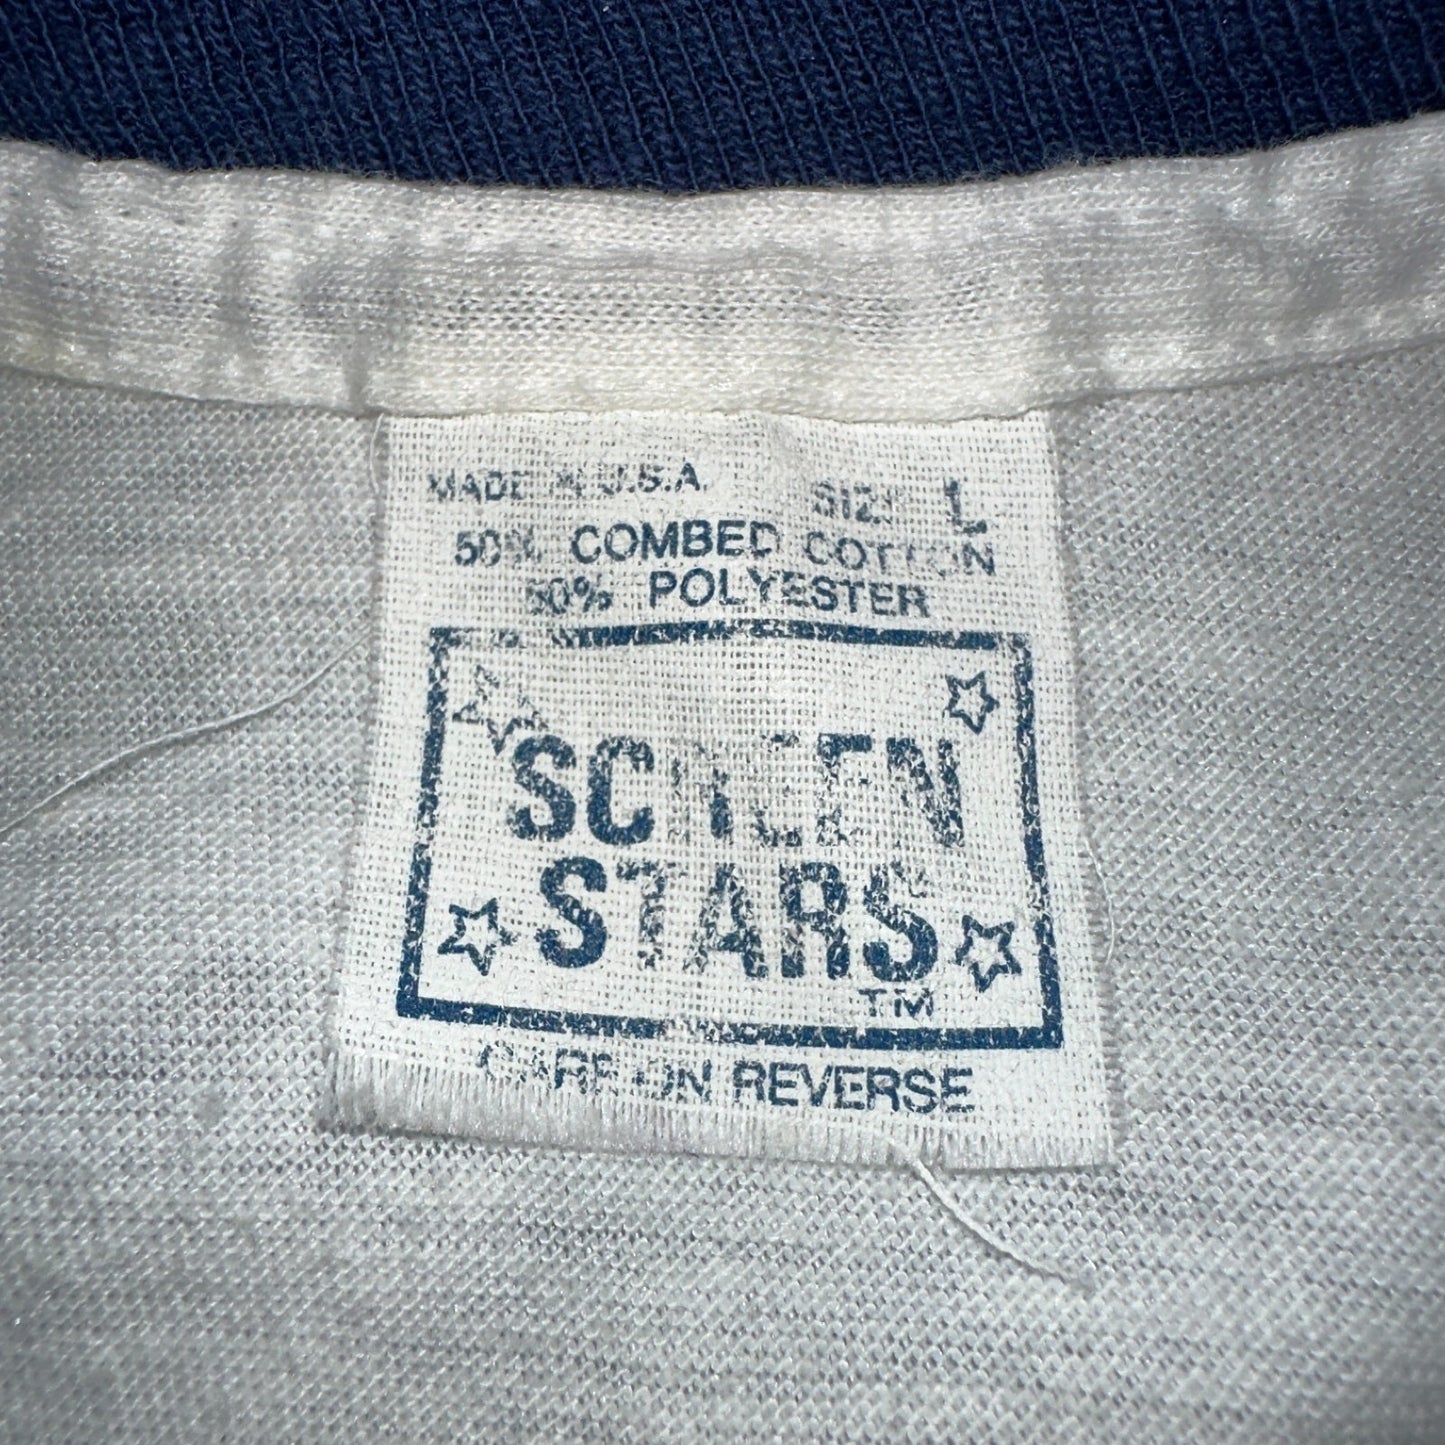 MADE IN U.S.A. SIZE L
50% COMBED COTTON
50% POLYESTER
SCREEN
STARS
TM
CARE ON REVERSE